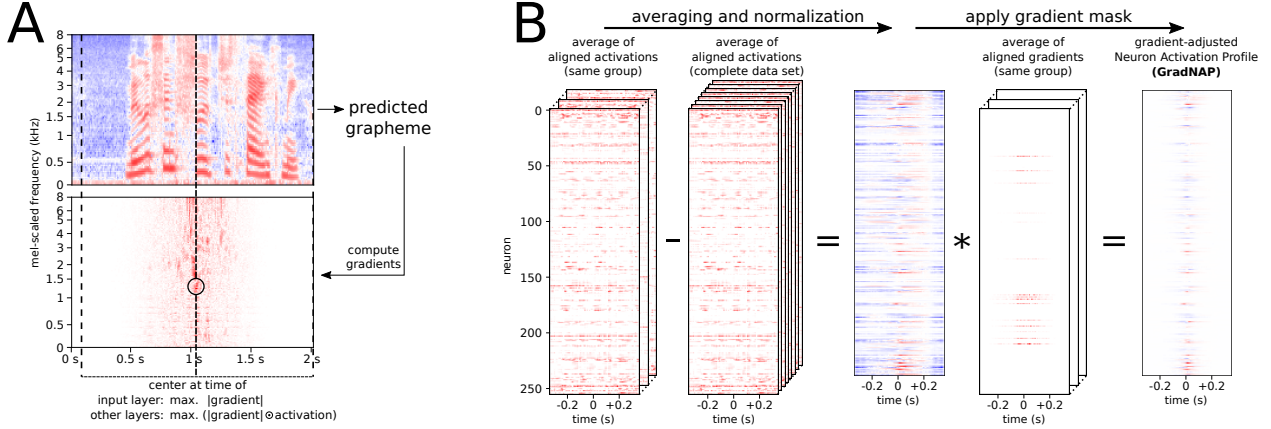 A
8
6
5
4
3
2
1.5
1
0.5
0
mel-scaled frequency (kHz)
predicted
grapheme
compute
gradients
8
6
5
4
3
2
1.5
1
0.5
0
0 s
0.5 s
1 s
1.5 s
2 s
center at time of
input layer: max. |gradient|
other layers: max. (|gradient|⊙activation)
B
averaging and normalization
apply gradient mask
average of
aligned activations
(same group)
average of
aligned activations
(complete data set)
average of
aligned gradients
(same group)
gradient-adjusted
Neuron Activation Profile
(GradNAP)
neuron
0
50
100
150
200
250
-
=
*
=
-0.2 0 +0.2
time (s)
-0.2 0 +0.2
time (s)
-0.2 0 +0.2
time (s)
-0.2 0 +0.2
time (s)
-0.2 0 +0.2
time (s)